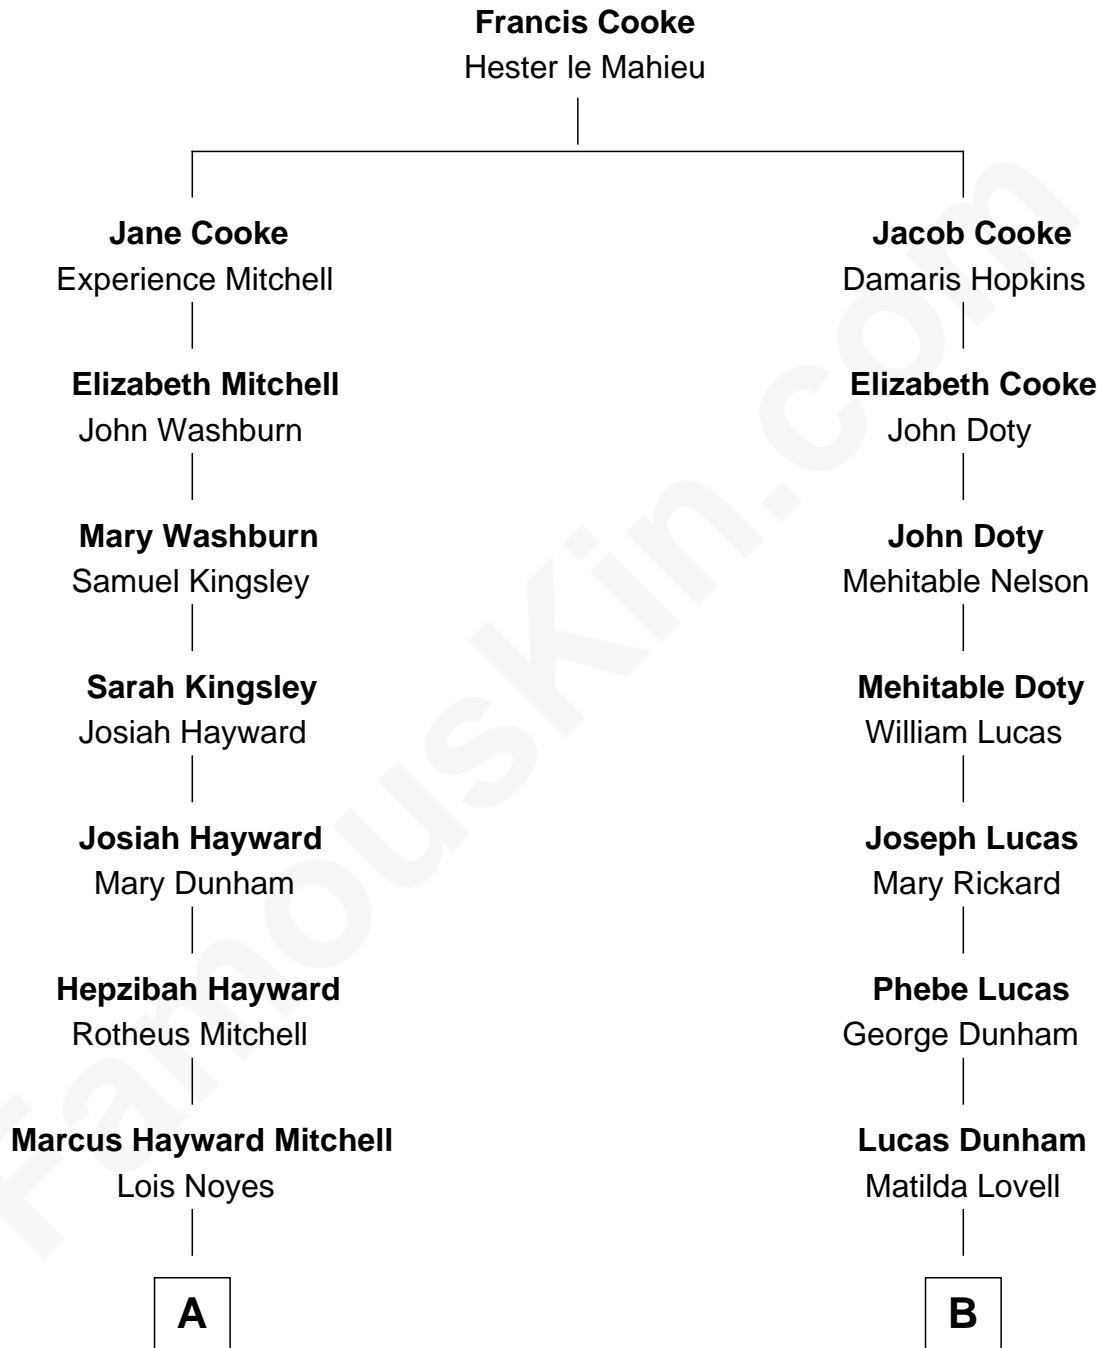 Francis Cooke
Hester le Mahieu
Jane Cooke
Experience Mitchell
Elizabeth Mitchell
John Washburn
Mary Washburn
Samuel Kingsley
Sarah Kingsley
Josiah Hayward
Josiah Hayward
Mary Dunham
Hepzibah Hayward
Rotheus Mitchell
Marcus Hayward Mitchell
Lois Noyes
A
Jacob Cooke
Damaris Hopkins
Elizabeth Cooke
John Doty
John Doty
Mehitable Nelson
Mehitable Doty
William Lucas
Joseph Lucas
Mary Rickard
Phebe Lucas
George Dunham
Lucas Dunham
Matilda Lovell
B
FamousKin.com